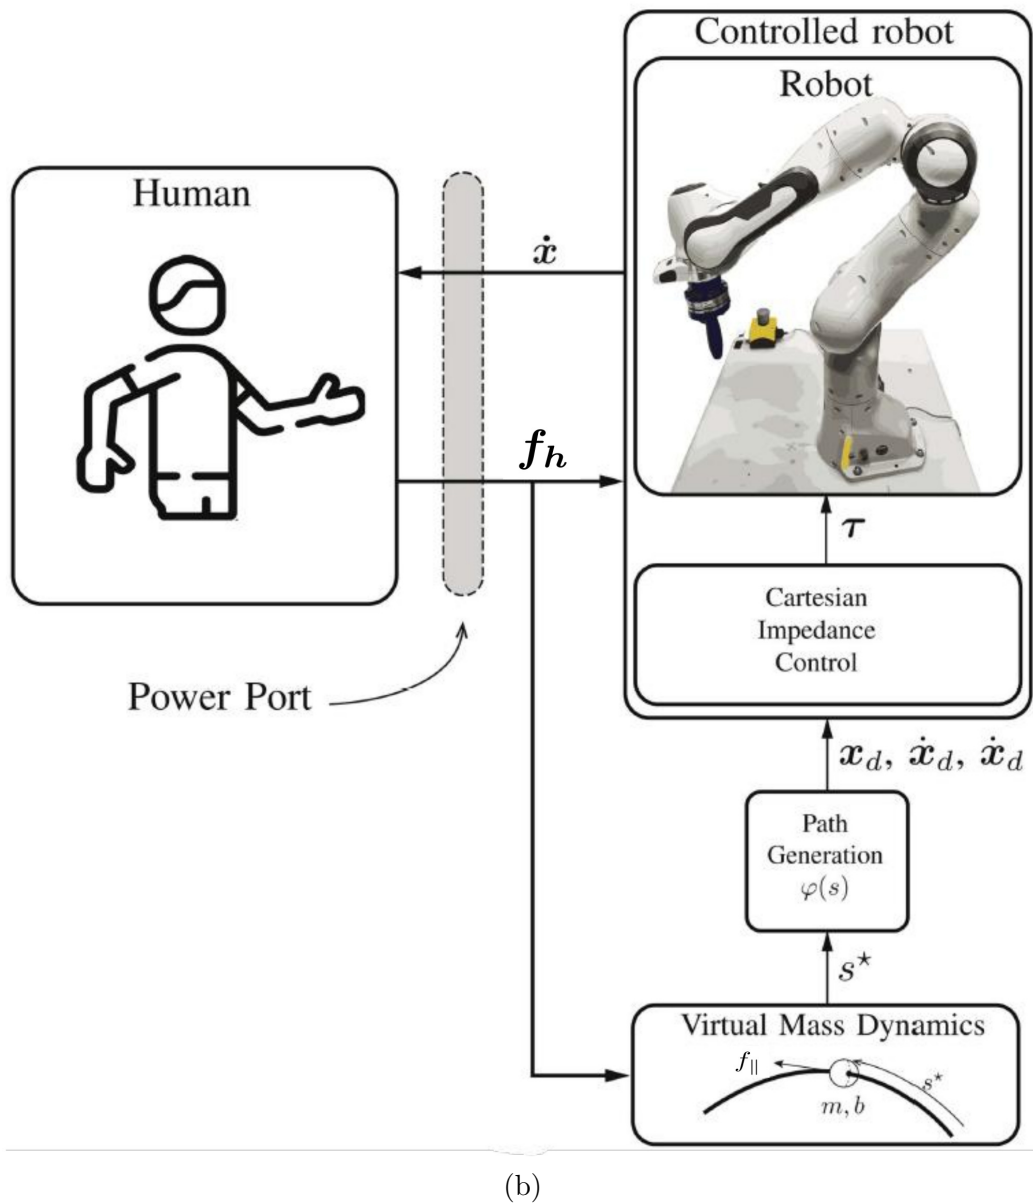 Controlled robot
Robot
Human
ẋ
f_h
τ
Cartesian
Impedance
Control
Power Port
x_d, ẋ_d, ẋ_d
Path
Generation
φ(s)
s⋆
Virtual Mass Dynamics
f_||
s⋆
m, b
(b)